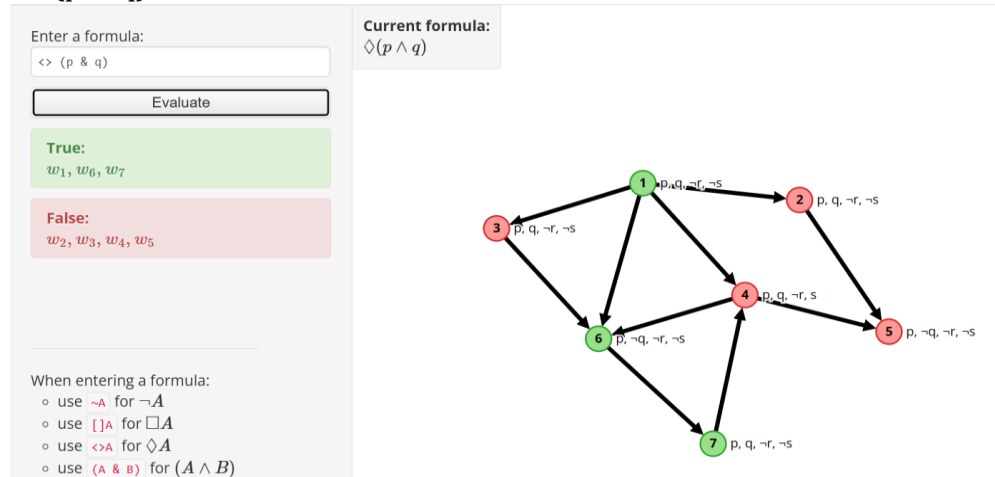 Enter a formula:
<> (p & q)
Evaluate
True:
w₁, w₆, w₇
False:
w₂, w₃, w₄, w₅
When entering a formula:
use ~A for ¬A
use []A for □A
use <>A for ◊A
use (A & B) for (A ∧ B)
Current formula:
◊(p ∧ q)
1 p, q, ¬r, ¬s
2 p, q, ¬r, ¬s
3 p, q, ¬r, ¬s
4 p, q, ¬r, s
5 p, ¬q, ¬r, ¬s
6 p, ¬q, ¬r, ¬s
7 p, q, ¬r, ¬s